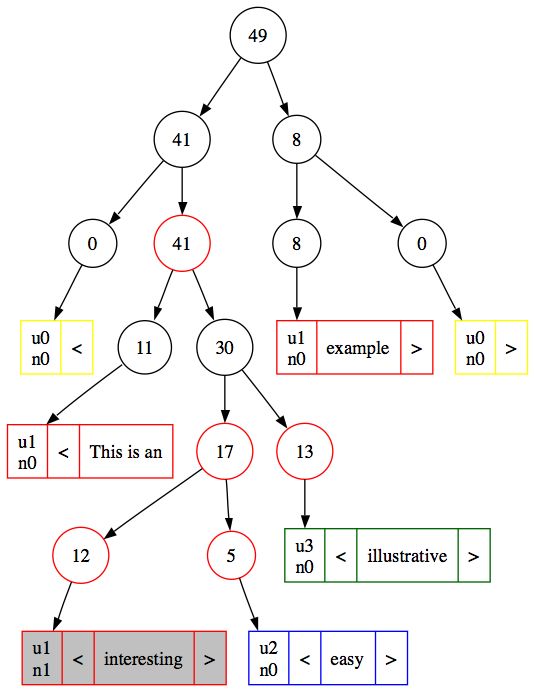 49
41
8
0
41
8
0
u0
n0
<
11
30
u1
n0
example
>
u0
n0
>
u1
n0
<
This is an
17
13
12
5
u3
n0
<
illustrative
>
u1
n1
<
interesting
>
u2
n0
<
easy
>